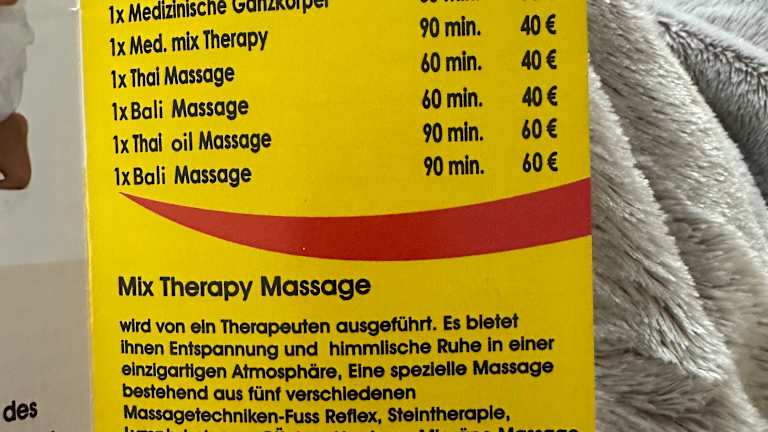 1x Medizinische Ganzkörper
1x Med. mix Therapy 90 min. 40 €
1x Thai Massage 60 min. 40 €
1x Bali Massage 60 min. 40 €
1x Thai oil Massage 90 min. 60 €
1x Bali Massage 90 min. 60 €
Mix Therapy Massage
wird von ein Therapeuten ausgeführt. Es bietet
ihnen Entspannung und himmlische Ruhe in einer
einzigartigen Atmosphäre, Eine spezielle Massage
bestehend aus fünf verschiedenen
Massagetechniken-Fuss Reflex, Steintherapie,
des